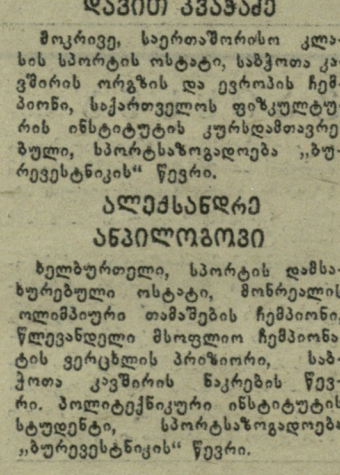 დავით კვაჭაძე
მოკრივე, საერთაშორისო კლა-
სის სპორტის ოსტატი, საბჭოთა კა-
ვშირის ორგზის და ევროპის ჩემ-
პიონი, საქართველოს ფიზკულტუ-
რის ინსტიტუტის კურსდამთავრე-
ბული, სპორტსაზოგადოება „ბუ-
რევესტნიკის“ წევრი.
ალექსანდრე
ანპილოგოვი
ხელბურთელი, სპორტის დამსა-
ხურებული ოსტატი, მონრეალის
ოლიმპიური თამაშების ჩემპიონი,
წლევანდელი მსოფლიო ჩემპიონა-
ტის ვერცხლის პრიზიორი, საბ-
ჭოთა კავშირის ნაკრების წევ-
რი. პოლიტექნიკური ინსტიტუტის
სტუდენტი, სპორტსაზოგადოება
„ბურევესტნიკის“ წევრი.